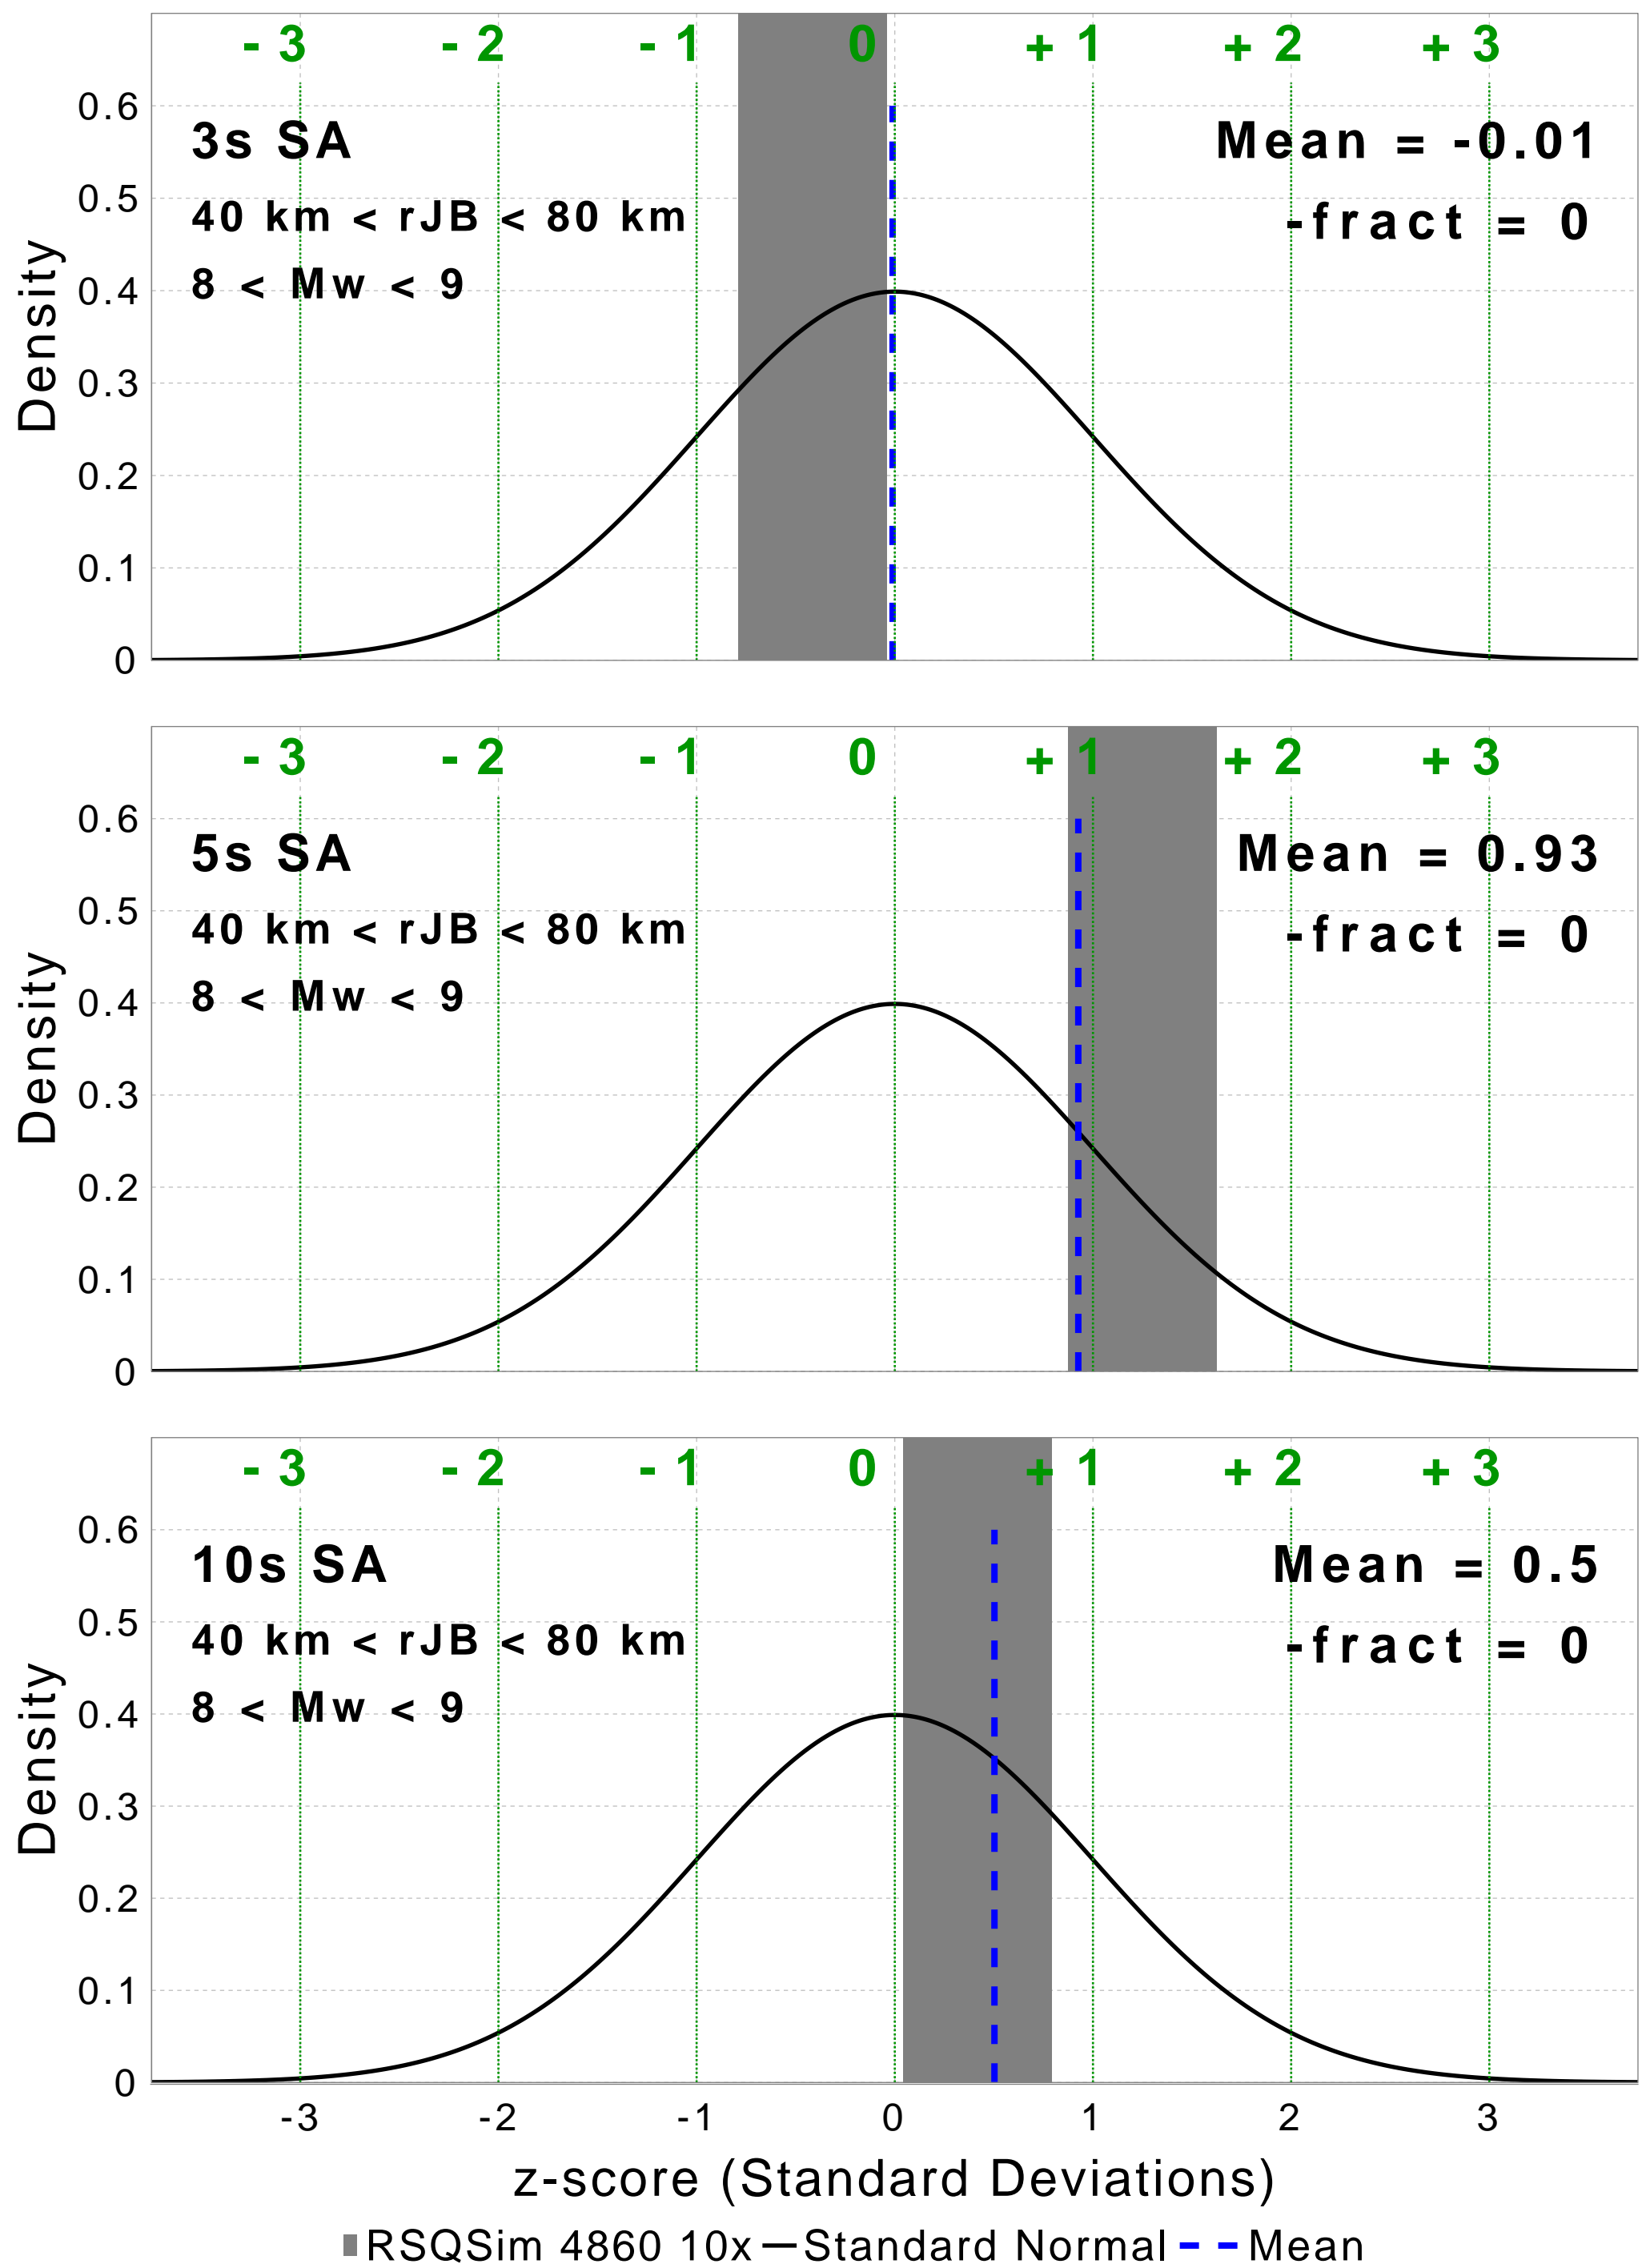 - 3 - 2 - 1 0 + 1 + 2 + 3
0.6
3s SA
Mean = -0.01
0.5
40 km < rJB < 80 km
-fract = 0
8 < Mw < 9
0.4
0.3
0.2
0.1
0
Density
- 3 - 2 - 1 0 + 1 + 2 + 3
0.6
5s SA
Mean = 0.93
0.5
40 km < rJB < 80 km
-fract = 0
8 < Mw < 9
0.4
0.3
0.2
0.1
0
Density
- 3 - 2 - 1 0 + 1 + 2 + 3
0.6
10s SA
Mean = 0.5
0.5
40 km < rJB < 80 km
-fract = 0
8 < Mw < 9
0.4
0.3
0.2
0.1
0
Density
-3 -2 -1 0 1 2 3
z-score (Standard Deviations)
RSQSim 4860 10x Standard Normal Mean